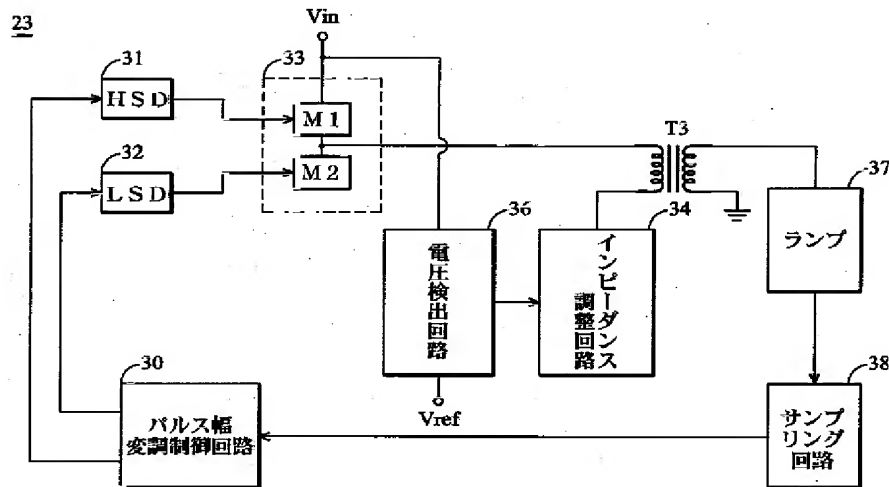 23
Vin
31
33
HSD
M1
T3
32
M2
37
LSD
36
34
ランプ
電圧検出回路
インピーダンス
調整回路
30
38
Vref
パルス幅
変調制御回路
サンプ
リング
回路